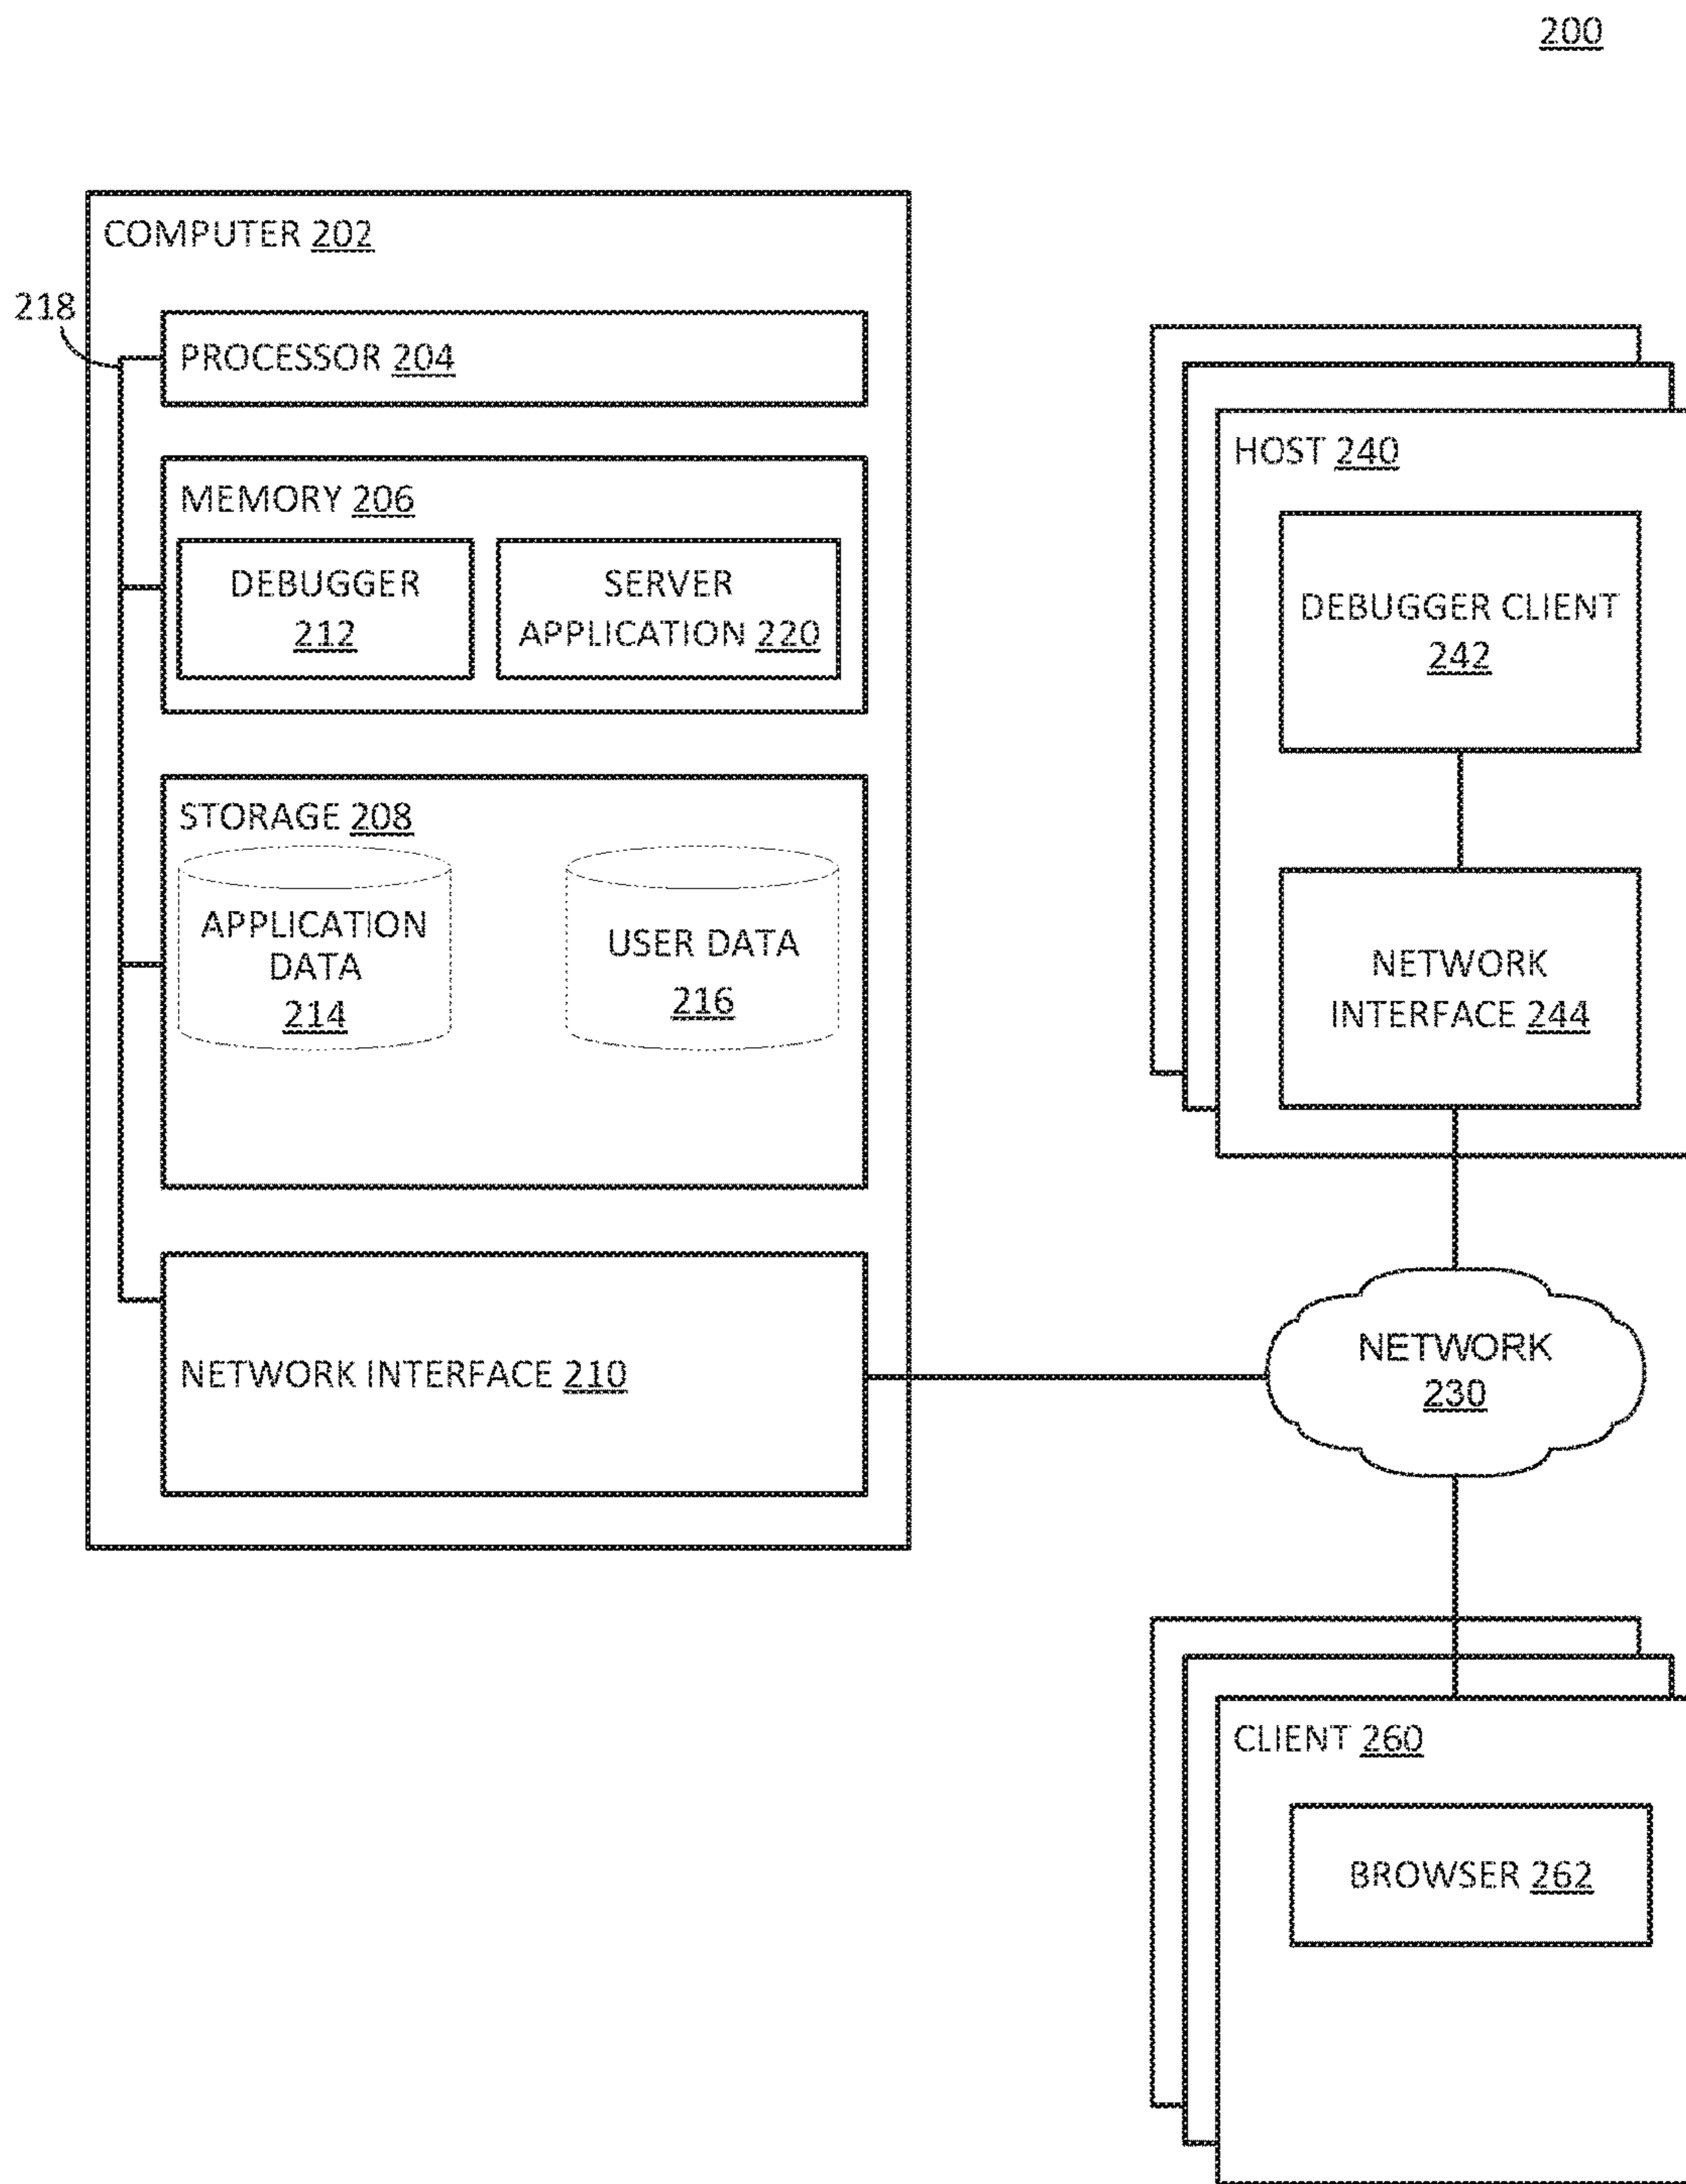 200
COMPUTER 202
218
PROCESSOR 204
MEMORY 206
DEBUGGER
212
SERVER
APPLICATION 220
STORAGE 208
APPLICATION
DATA
214
USER DATA
216
NETWORK INTERFACE 210
HOST 240
DEBUGGER CLIENT
242
NETWORK
INTERFACE 244
NETWORK
230
CLIENT 260
BROWSER 262